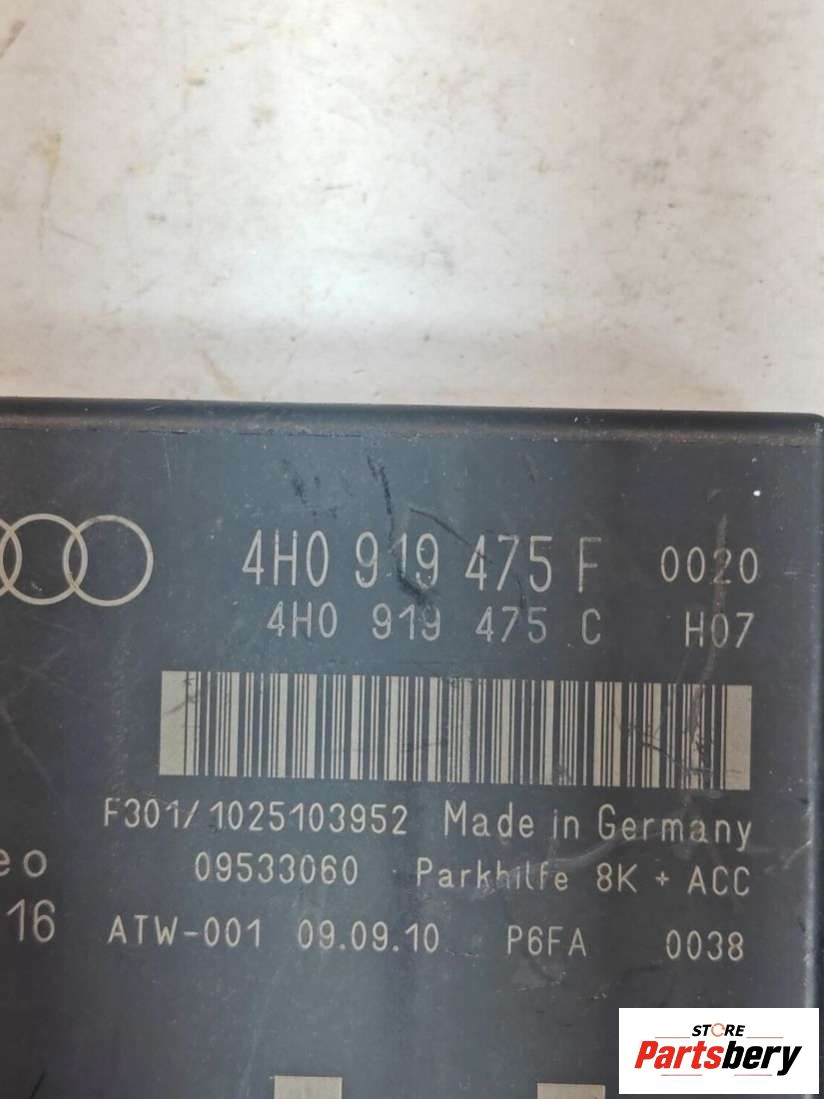 4H0 919 475 F 0020
4H0 919 475 C H07
F301/1025103952 Made in Germany
eo 09533060 Parkhilfe 8K + ACC
16 ATW-001 09.09.10 P6FA 0038
STORE
Partsbery